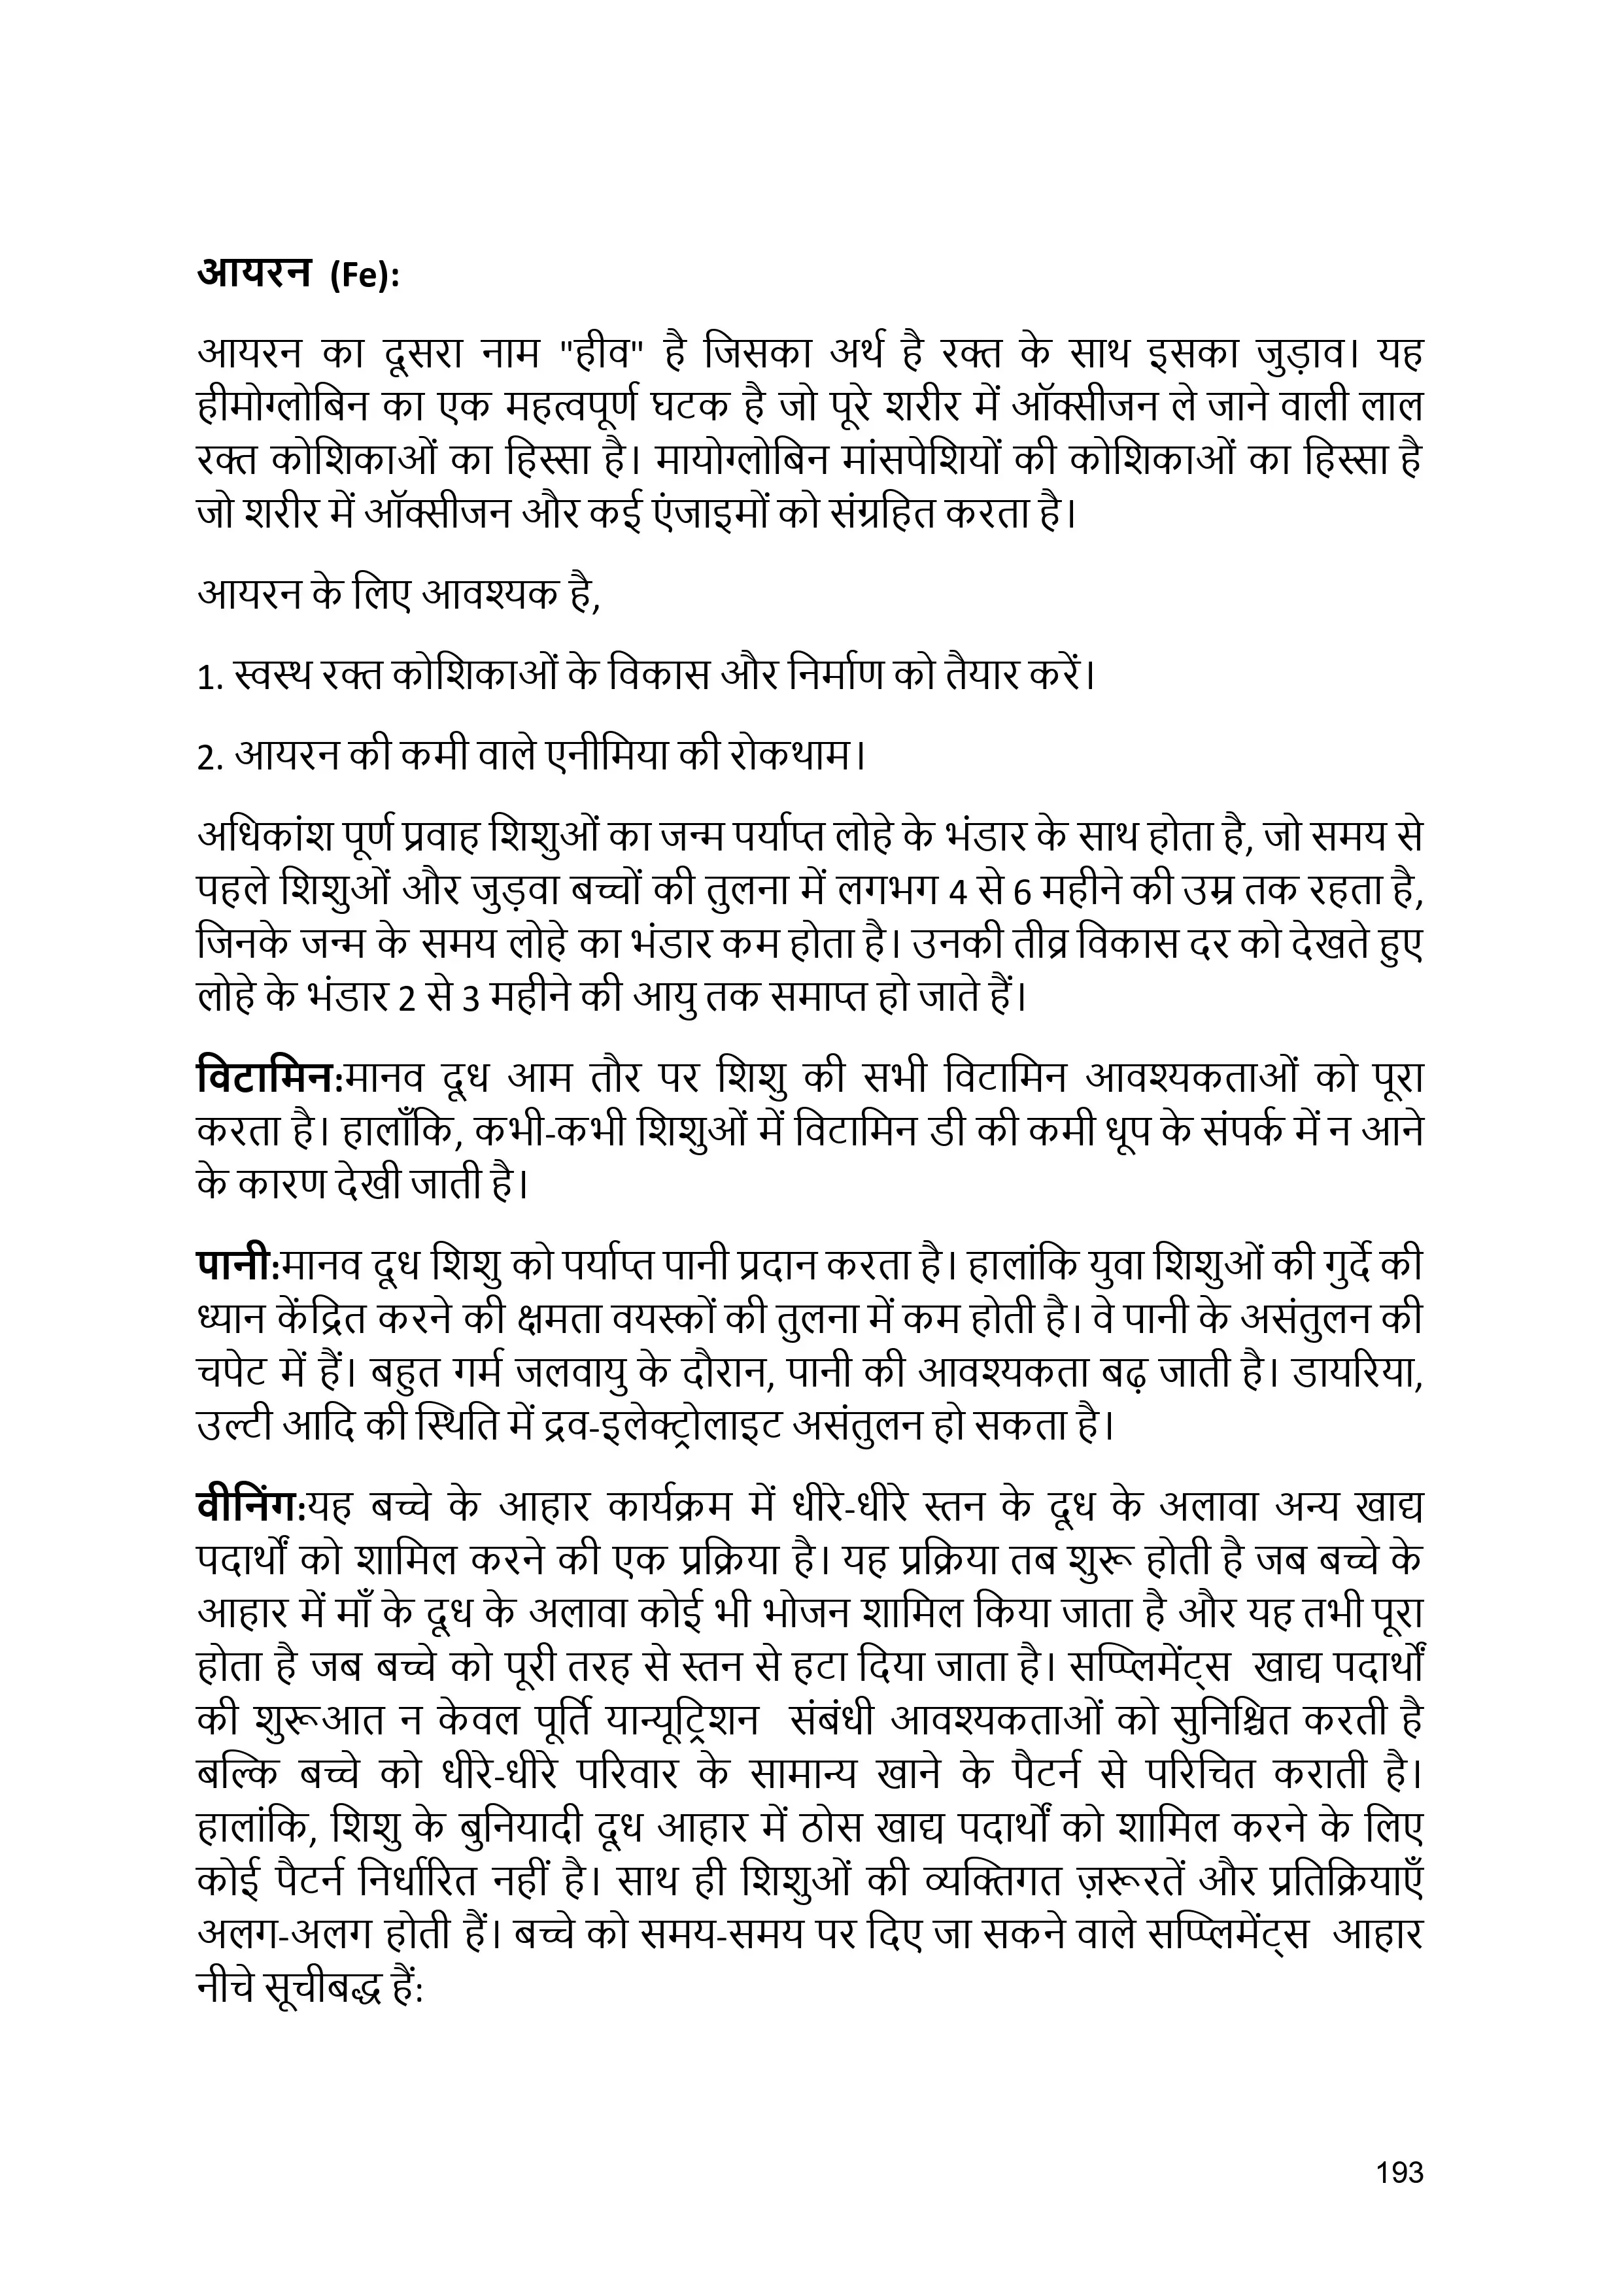 आयरन (Fe):
आयरन का दूसरा नाम "हीव" है जिसका अर्थ है रक्त के साथ इसका जुड़ाव। यह
हीमोग्लोबिन का एक महत्वपूर्ण घटक है जो पूरे शरीर में ऑक्सीजन ले जाने वाली लाल
रक्त कोशिकाओं का हिस्सा है। मायोग्लोबिन मांसपेशियों की कोशिकाओं का हिस्सा है
जो शरीर में ऑक्सीजन और कई एंजाइमों को संग्रहित करता है।
आयरन के लिए आवश्यक है,
1. स्वस्थ रक्त कोशिकाओं के विकास और निर्माण को तैयार करें।
2. आयरन की कमी वाले एनीमिया की रोकथाम।
अधिकांश पूर्ण प्रवाह शिशुओं का जन्म पर्याप्त लोहे के भंडार के साथ होता है, जो समय से
पहले शिशुओं और जुड़वा बच्चों की तुलना में लगभग 4 से 6 महीने की उम्र तक रहता है,
जिनके जन्म के समय लोहे का भंडार कम होता है। उनकी तीव्र विकास दर को देखते हुए
लोहे के भंडार 2 से 3 महीने की आयु तक समाप्त हो जाते हैं।
विटामिन:मानव दूध आम तौर पर शिशु की सभी विटामिन आवश्यकताओं को पूरा
करता है। हालाँकि, कभी-कभी शिशुओं में विटामिन डी की कमी धूप के संपर्क में न आने
के कारण देखी जाती है।
पानी:मानव दूध शिशु को पर्याप्त पानी प्रदान करता है। हालांकि युवा शिशुओं की गुर्दे की
ध्यान केंद्रित करने की क्षमता वयस्कों की तुलना में कम होती है। वे पानी के असंतुलन की
चपेट में हैं। बहुत गर्म जलवायु के दौरान, पानी की आवश्यकता बढ़ जाती है। डायरिया,
उल्टी आदि की स्थिति में द्रव-इलेक्ट्रोलाइट असंतुलन हो सकता है।
वीनिंग:यह बच्चे के आहार कार्यक्रम में धीरे-धीरे स्तन के दूध के अलावा अन्य खाद्य
पदार्थों को शामिल करने की एक प्रक्रिया है। यह प्रक्रिया तब शुरू होती है जब बच्चे के
आहार में माँ के दूध के अलावा कोई भी भोजन शामिल किया जाता है और यह तभी पूरा
होता है जब बच्चे को पूरी तरह से स्तन से हटा दिया जाता है। सप्प्लिमेंट्स खाद्य पदार्थों
की शुरूआत न केवल पूर्ति यान्यूट्रिशन संबंधी आवश्यकताओं को सुनिश्चित करती है
बल्कि बच्चे को धीरे-धीरे परिवार के सामान्य खाने के पैटर्न से परिचित कराती है।
हालांकि, शिशु के बुनियादी दूध आहार में ठोस खाद्य पदार्थों को शामिल करने के लिए
कोई पैटर्न निर्धारित नहीं है। साथ ही शिशुओं की व्यक्तिगत ज़रूरतें और प्रतिक्रियाएँ
अलग-अलग होती हैं। बच्चे को समय-समय पर दिए जा सकने वाले सप्प्लिमेंट्स आहार
नीचे सूचीबद्ध हैं:
193